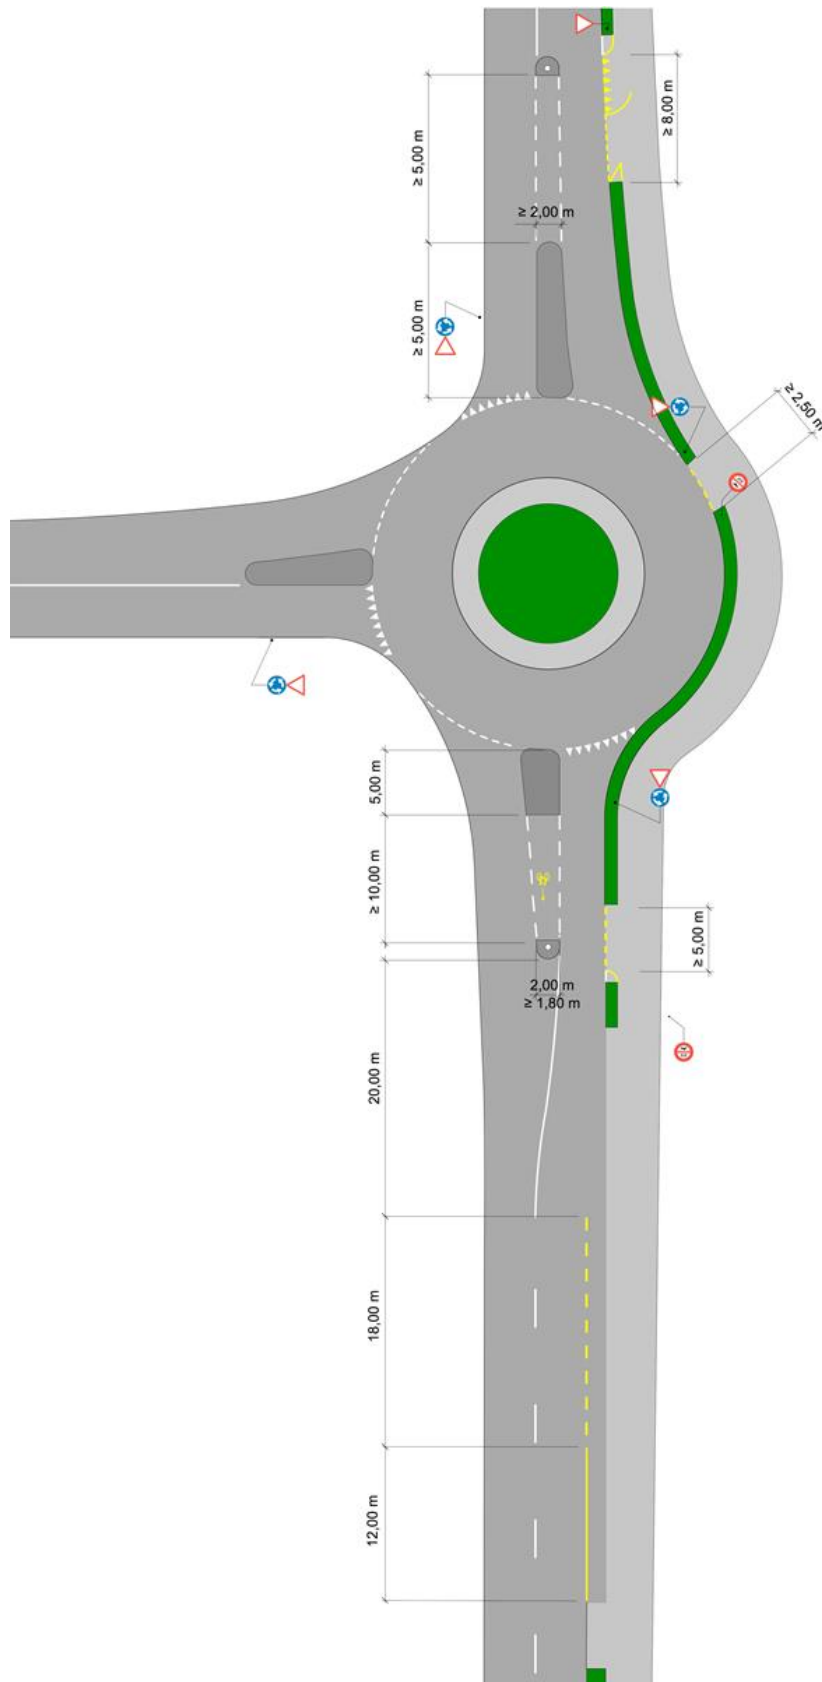 ≥ 8,00 m
≥ 5,00 m
≥ 2,00 m
≥ 5,00 m
≥ 2,50 m
5,00 m
≥ 10,00 m
≥ 5,00 m
2,00 m
≥ 1,80 m
20,00 m
18,00 m
12,00 m